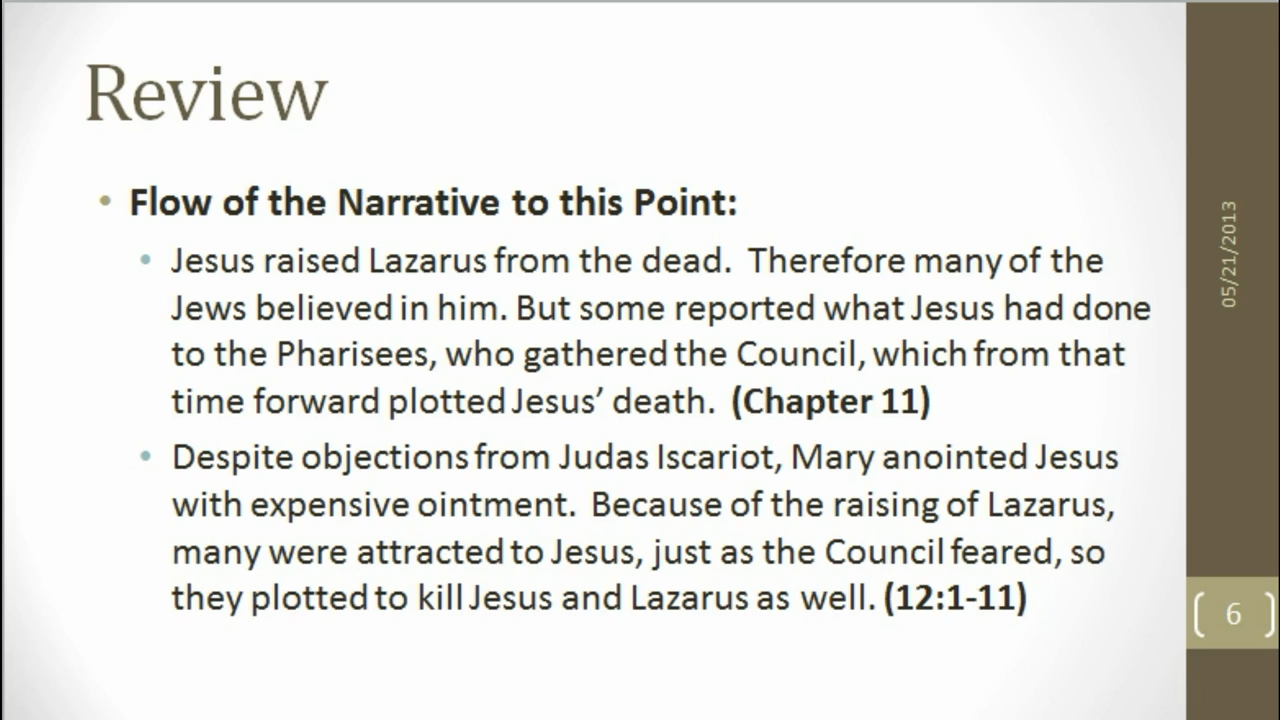 Review
• Flow of the Narrative to this Point:
• Jesus raised Lazarus from the dead.  Therefore many of the
Jews believed in him. But some reported what Jesus had done
to the Pharisees, who gathered the Council, which from that
time forward plotted Jesus’ death.  (Chapter 11)
• Despite objections from Judas Iscariot, Mary anointed Jesus
with expensive ointment.  Because of the raising of Lazarus,
many were attracted to Jesus, just as the Council feared, so
they plotted to kill Jesus and Lazarus as well. (12:1-11)
05/21/2013
6